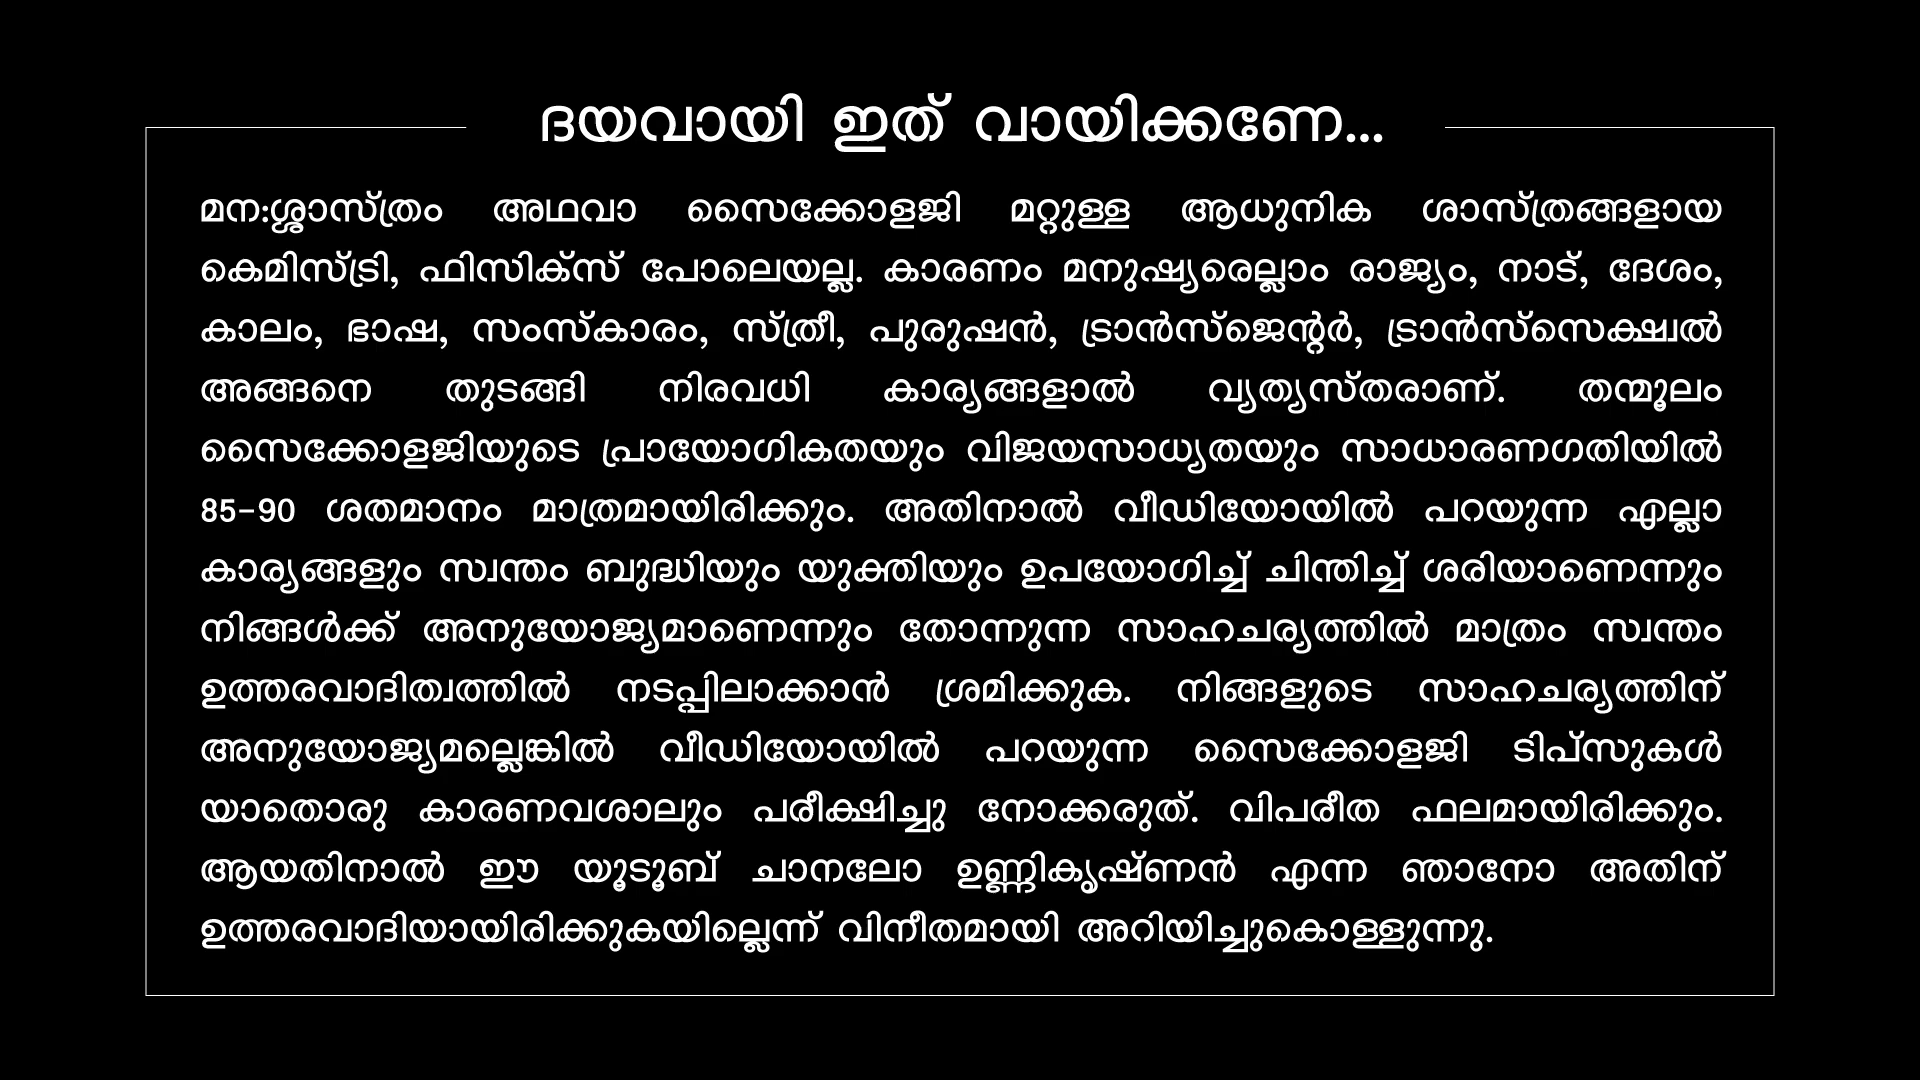 ദയവായി ഇത് വായിക്കണേ...
മന:ശ്ശാസ്ത്രം അഥവാ സൈക്കോളജി മറ്റുള്ള ആധുനിക ശാസ്ത്രങ്ങളായ
കെമിസ്ട്രി, ഫിസിക്സ് പോലെയല്ല. കാരണം മനുഷ്യരെല്ലാം രാജ്യം, നാട്, ദേശം,
കാലം, ഭാഷ, സംസ്കാരം, സ്ത്രീ, പുരുഷൻ, ട്രാൻസ്ജെന്റർ, ട്രാൻസ്സെക്ഷ്വൽ
അങ്ങനെ തുടങ്ങി നിരവധി കാര്യങ്ങളാൽ വ്യത്യസ്തരാണ്. തന്മൂലം
സൈക്കോളജിയുടെ പ്രായോഗികതയും വിജയസാധ്യതയും സാധാരണഗതിയിൽ
85-90 ശതമാനം മാത്രമായിരിക്കും. അതിനാൽ വീഡിയോയിൽ പറയുന്ന എല്ലാ
കാര്യങ്ങളും സ്വന്തം ബുദ്ധിയും യുക്തിയും ഉപയോഗിച്ച് ചിന്തിച്ച് ശരിയാണെന്നും
നിങ്ങൾക്ക് അനുയോജ്യമാണെന്നും തോന്നുന്ന സാഹചര്യത്തിൽ മാത്രം സ്വന്തം
ഉത്തരവാദിത്വത്തിൽ നടപ്പിലാക്കാൻ ശ്രമിക്കുക. നിങ്ങളുടെ സാഹചര്യത്തിന്
അനുയോജ്യമല്ലെങ്കിൽ വീഡിയോയിൽ പറയുന്ന സൈക്കോളജി ടിപ്സുകൾ
യാതൊരു കാരണവശാലും പരീക്ഷിച്ചു നോക്കരുത്. വിപരീത ഫലമായിരിക്കും.
ആയതിനാൽ ഈ യൂടൂബ് ചാനലോ ഉണ്ണികൃഷ്ണൻ എന്ന ഞാനോ അതിന്
ഉത്തരവാദിയായിരിക്കുകയില്ലെന്ന് വിനീതമായി അറിയിച്ചുകൊള്ളുന്നു.